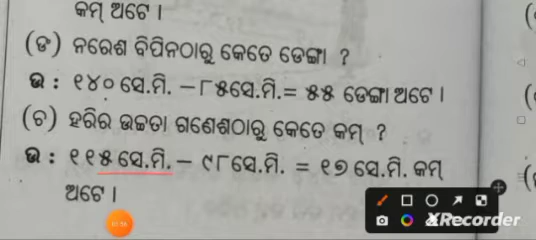 କମ୍ ଅଟେ ।
(ଙ) ନରେଶ ବିପିନଠାରୁ କେତେ ଡେଙ୍ଗା ?
ଉ : ୧୪୦ ସେ.ମି. –୮୫ସେ.ମି.= ୫୫ ଡେଙ୍ଗା ଅଟେ ।
(ଚ) ହରିର ଉଚ୍ଚତା ଗଣେଶଠାରୁ କେତେ କମ୍ ?
ଉ : ୧୧୫ ସେ.ମି. – ୯୮ ସେ.ମି. = ୧୭ ସେ.ମି. କମ୍
ଅଟେ ।
XRecorder